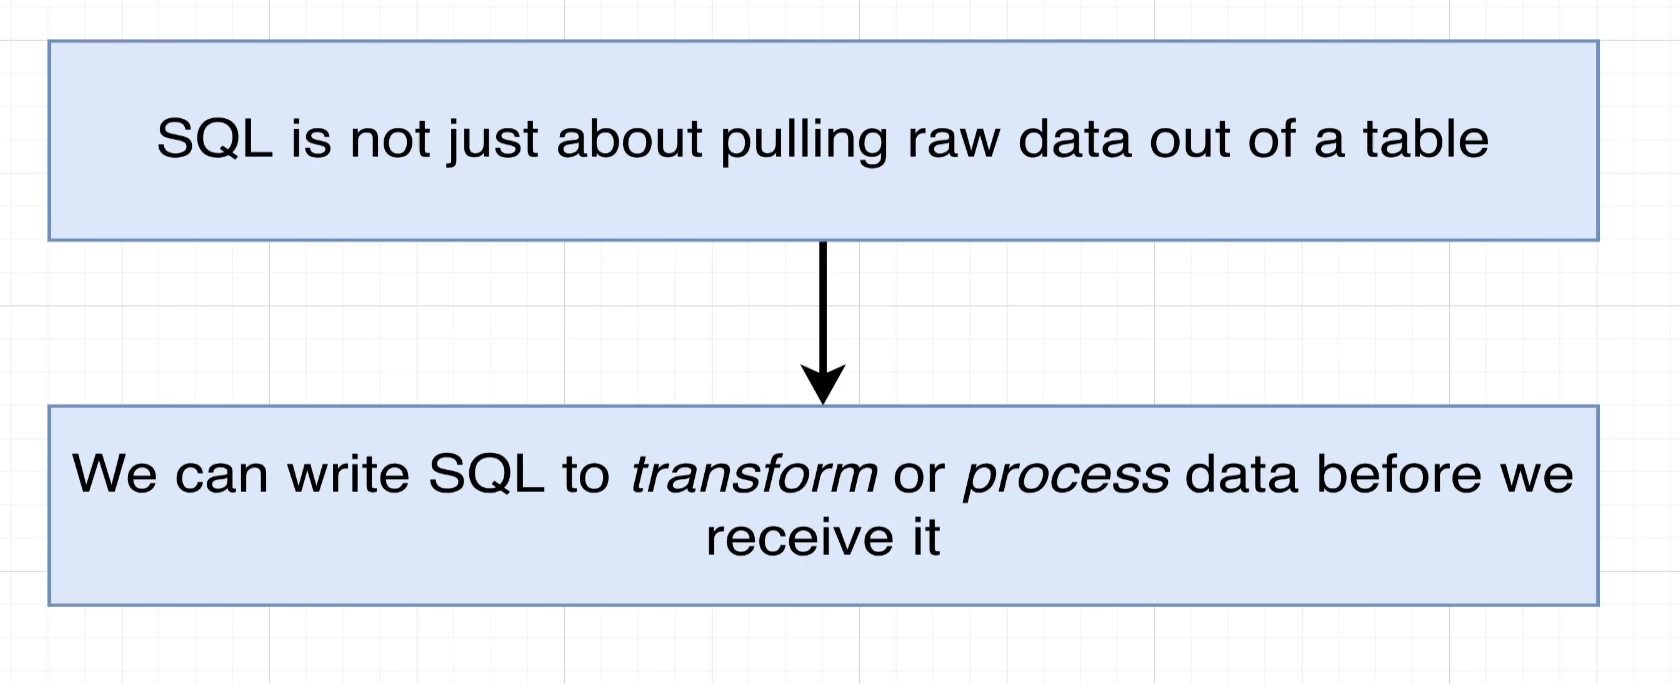 SQL is not just about pulling raw data out of a table
We can write SQL to transform or process data before we
receive it